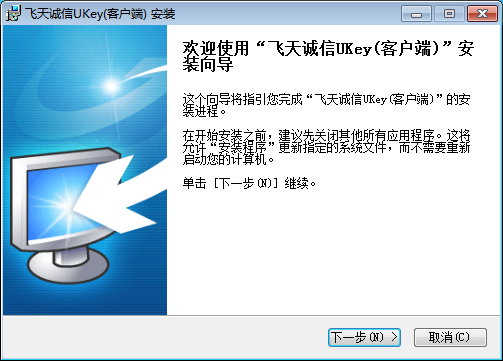 飞天诚信UKey(客户端) 安装
欢迎使用“飞天诚信UKey(客户端)”安
装向导
这个向导将指引您完成“飞天诚信UKey(客户端)”的安
装进程。
在开始安装之前，建议先关闭其他所有应用程序。这将
允许“安装程序”更新指定的系统文件，而不需要重新
启动您的计算机。
单击 [下一步(N)] 继续。
下一步(N) >
取消(C)